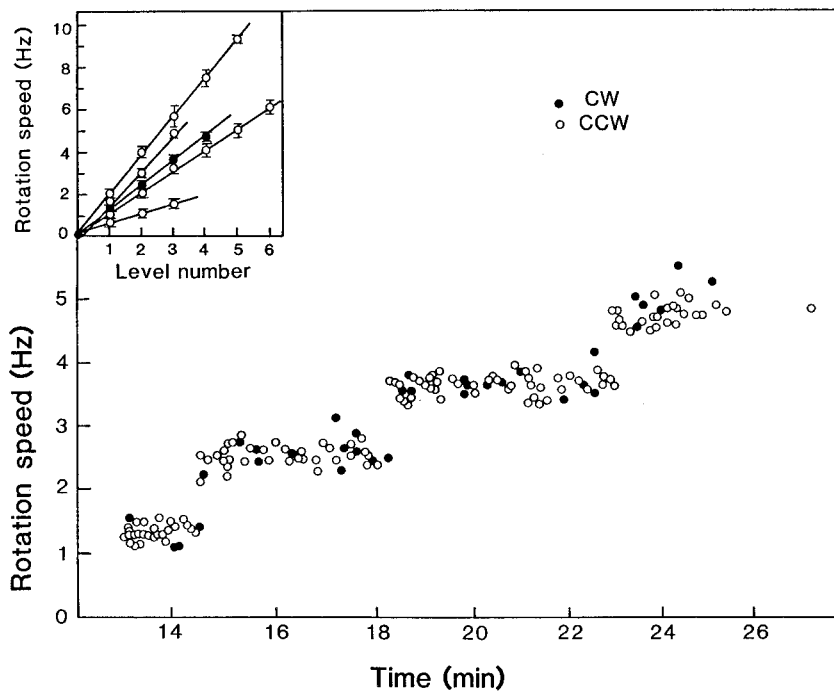 Rotation speed (Hz)
10
8
6
4
2
0
1 2 3 4 5 6
Level number
● CW
○ CCW
Rotation speed (Hz)
5
4
3
2
1
0
14 16 18 20 22 24 26
Time (min)